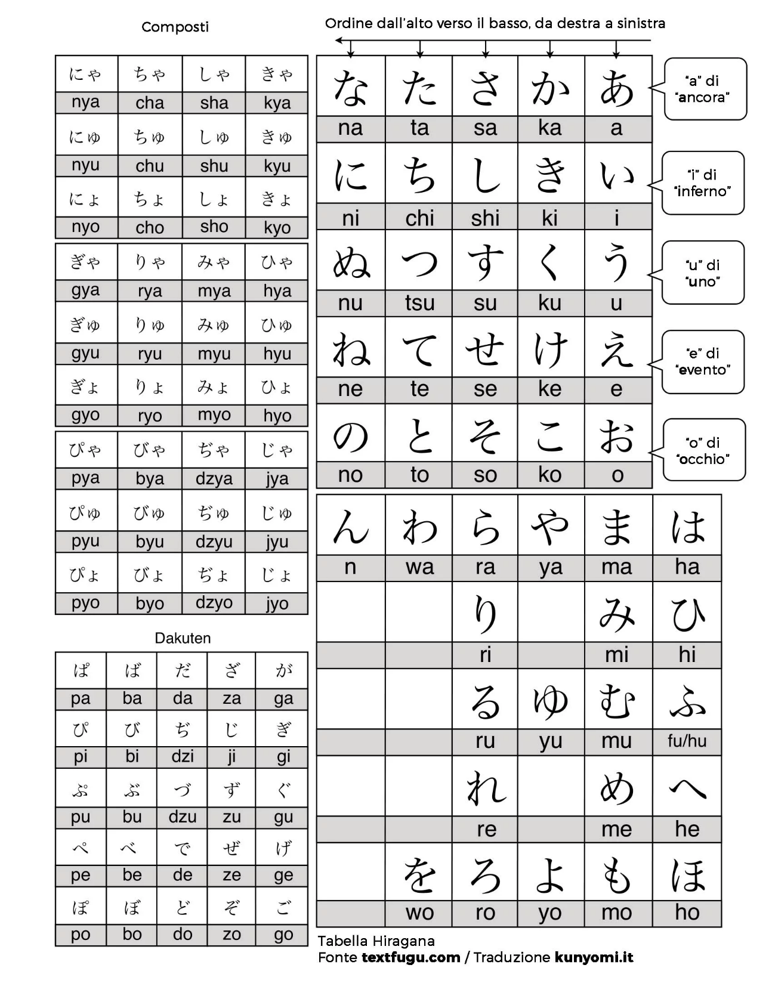 Composti
にゃ ちゃ しゃ きゃ
nya cha sha kya
にゅ ちゅ しゅ きゅ
nyu chu shu kyu
にょ ちょ しょ きょ
nyo cho sho kyo
ぎゃ りゃ みゃ ひゃ
gya rya mya hya
ぎゅ りゅ みゅ ひゅ
gyu ryu myu hyu
ぎょ りょ みょ ひょ
gyo ryo myo hyo
ぴゃ びゃ ぢゃ じゃ
pya bya dzya jya
ぴゅ びゅ ぢゅ じゅ
pyu byu dzyu jyu
ぴょ びょ ぢょ じょ
pyo byo dzyo jyo
Dakuten
ぱ ば だ ざ が
pa ba da za ga
ぴ び ぢ じ ぎ
pi bi dzi ji gi
ぷ ぶ づ ず ぐ
pu bu dzu zu gu
ぺ べ で ぜ げ
pe be de ze ge
ぽ ぼ ど ぞ ご
po bo do zo go
Ordine dall'alto verso il basso, da destra a sinistra
な た さ か あ
na ta sa ka a
"a" di
"ancora"
に ち し き い
ni chi shi ki i
"i" di
"inferno"
ぬ つ す く う
nu tsu su ku u
"u" di
"uno"
ね て せ け え
ne te se ke e
"e" di
"evento"
の と そ こ お
no to so ko o
"o" di
"occhio"
ん わ ら や ま は
n wa ra ya ma ha
り み ひ
ri mi hi
る ゆ む ふ
ru yu mu fu/hu
れ め へ
re me he
を ろ よ も ほ
wo ro yo mo ho
Tabella Hiragana
Fonte textfugu.com / Traduzione kunyomi.it